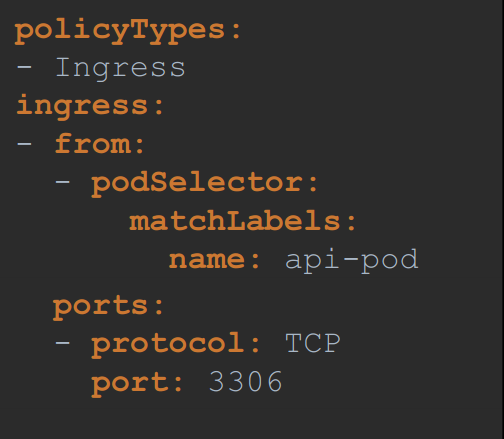 policyTypes:
- Ingress
ingress:
- from:
  - podSelector:
      matchLabels:
        name: api-pod
  ports:
  - protocol: TCP
    port: 3306